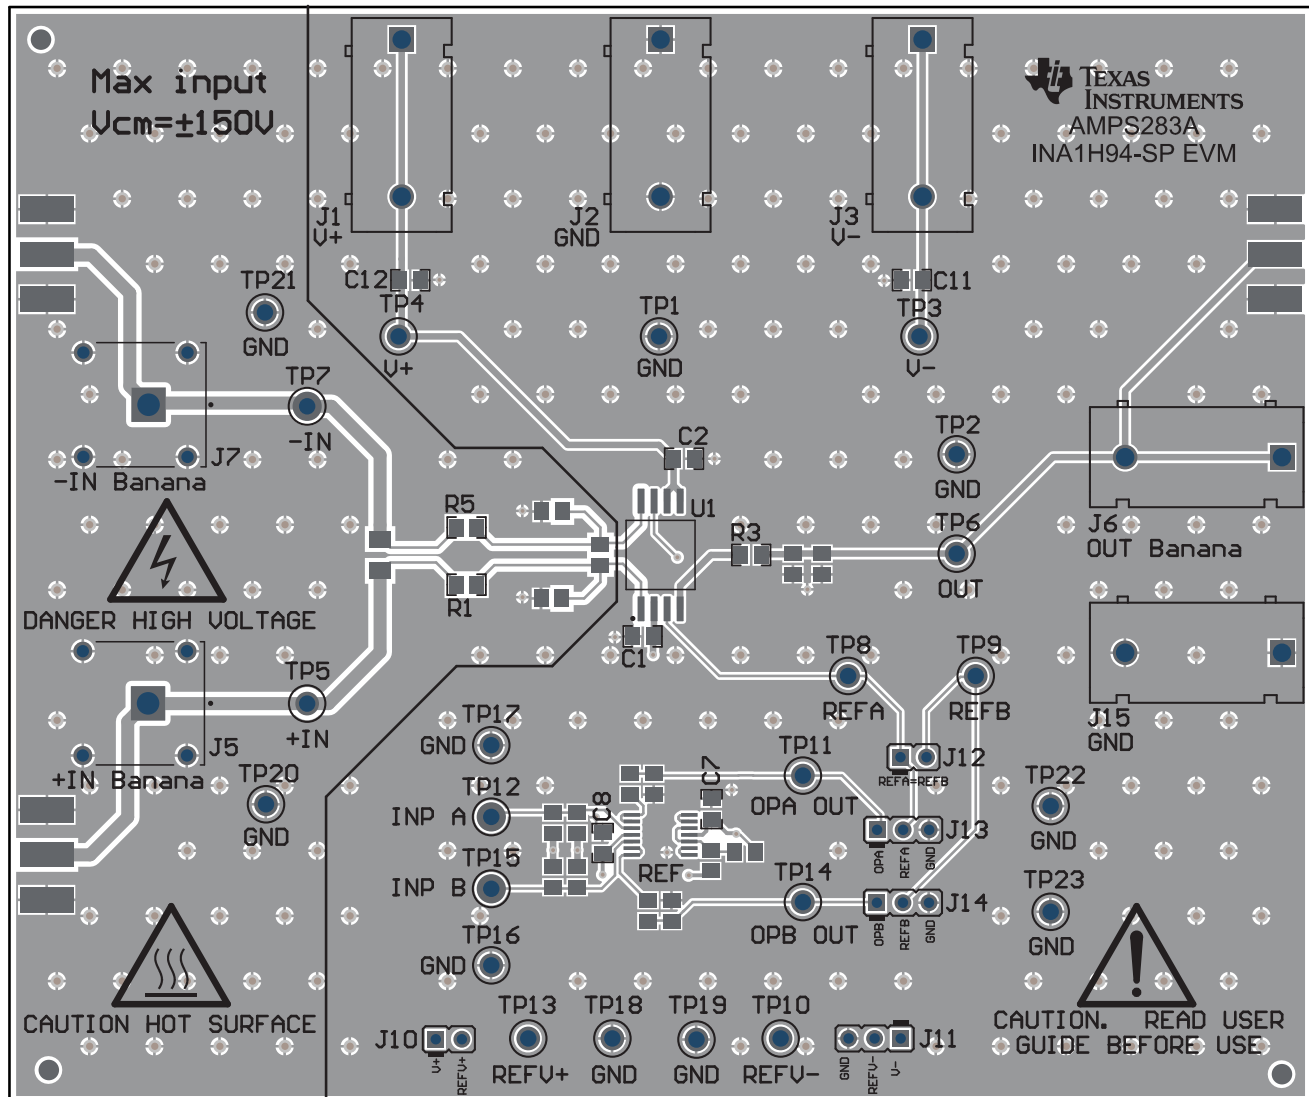 Max input
Vcm=±150V
TEXAS
INSTRUMENTS
AMPS283A
INA1H94-SP EVM
J1
V+
J2
GND
J3
V-
TP21
GND
C12
TP4
V+
TP1
GND
C11
TP3
V-
TP7
-IN
J7
-IN Banana
C2
TP2
GND
R5
U1
R3
TP6
OUT
J6
OUT Banana
DANGER HIGH VOLTAGE
R1
C1
TP5
+IN
J5
+IN Banana
TP8
REFA
TP9
REFB
J15
GND
TP17
GND
TP20
GND
TP12
INP A
C8
C7
TP11
OPA OUT
J12
REFA=REFB
TP22
GND
J13
OPA
REFA
GND
TP15
INP B
REF
TP14
OPB OUT
J14
OPB
REFB
GND
TP23
GND
TP16
GND
CAUTION HOT SURFACE
J10
V+
REFV+
TP13
REFV+
TP18
GND
TP19
GND
TP10
REFV-
J11
GND
REFV-
V-
CAUTION. READ USER
GUIDE BEFORE USE